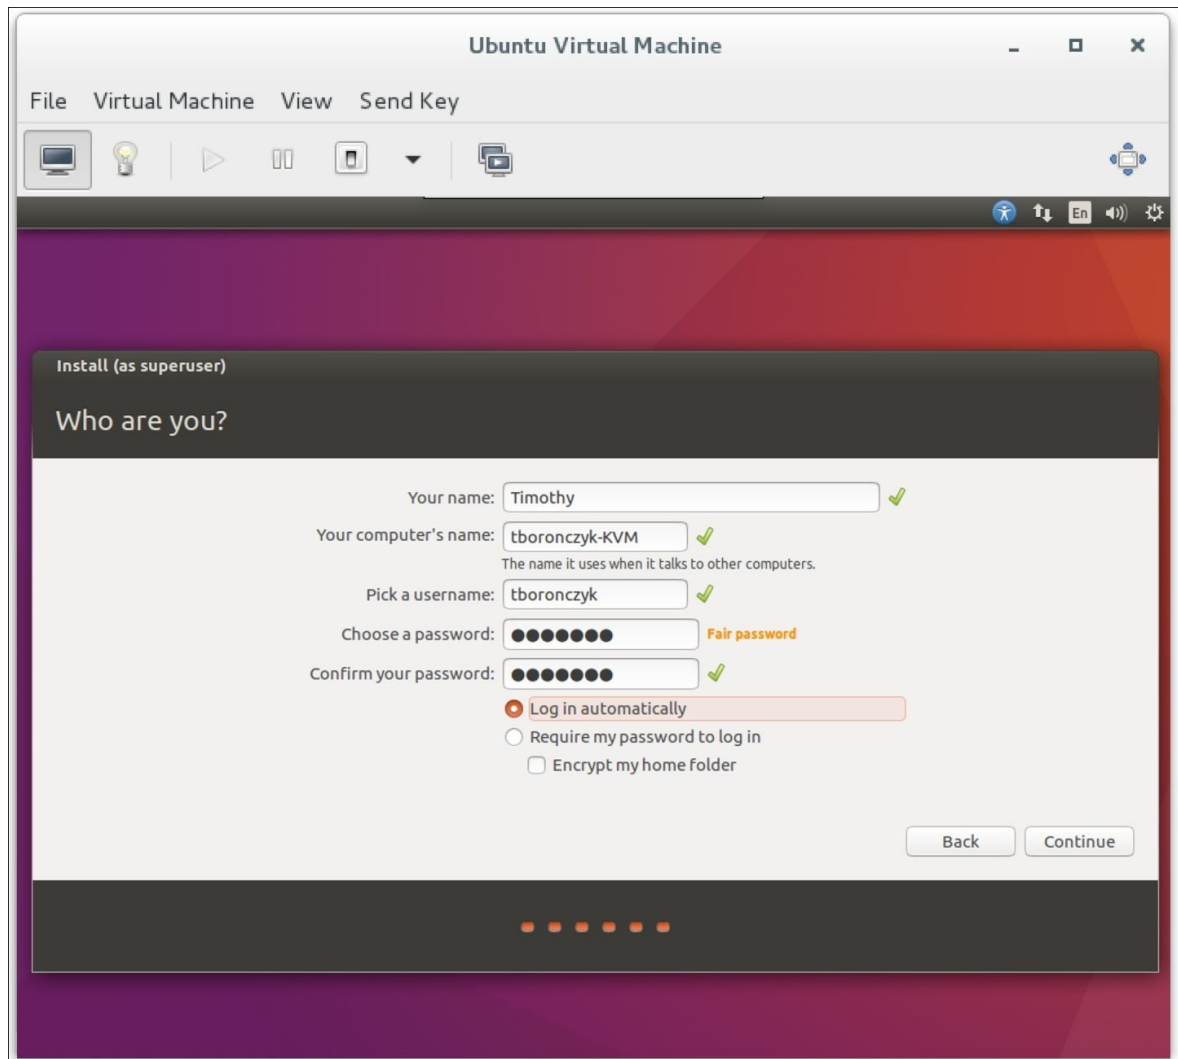 Ubuntu Virtual Machine
File Virtual Machine View Send Key
En
Install (as superuser)
Who are you?
Your name: Timothy
Your computer's name: tboronczyk-KVM
The name it uses when it talks to other computers.
Pick a username: tboronczyk
Choose a password: ●●●●●●● Fair password
Confirm your password: ●●●●●●●
Log in automatically
Require my password to log in
Encrypt my home folder
Back Continue